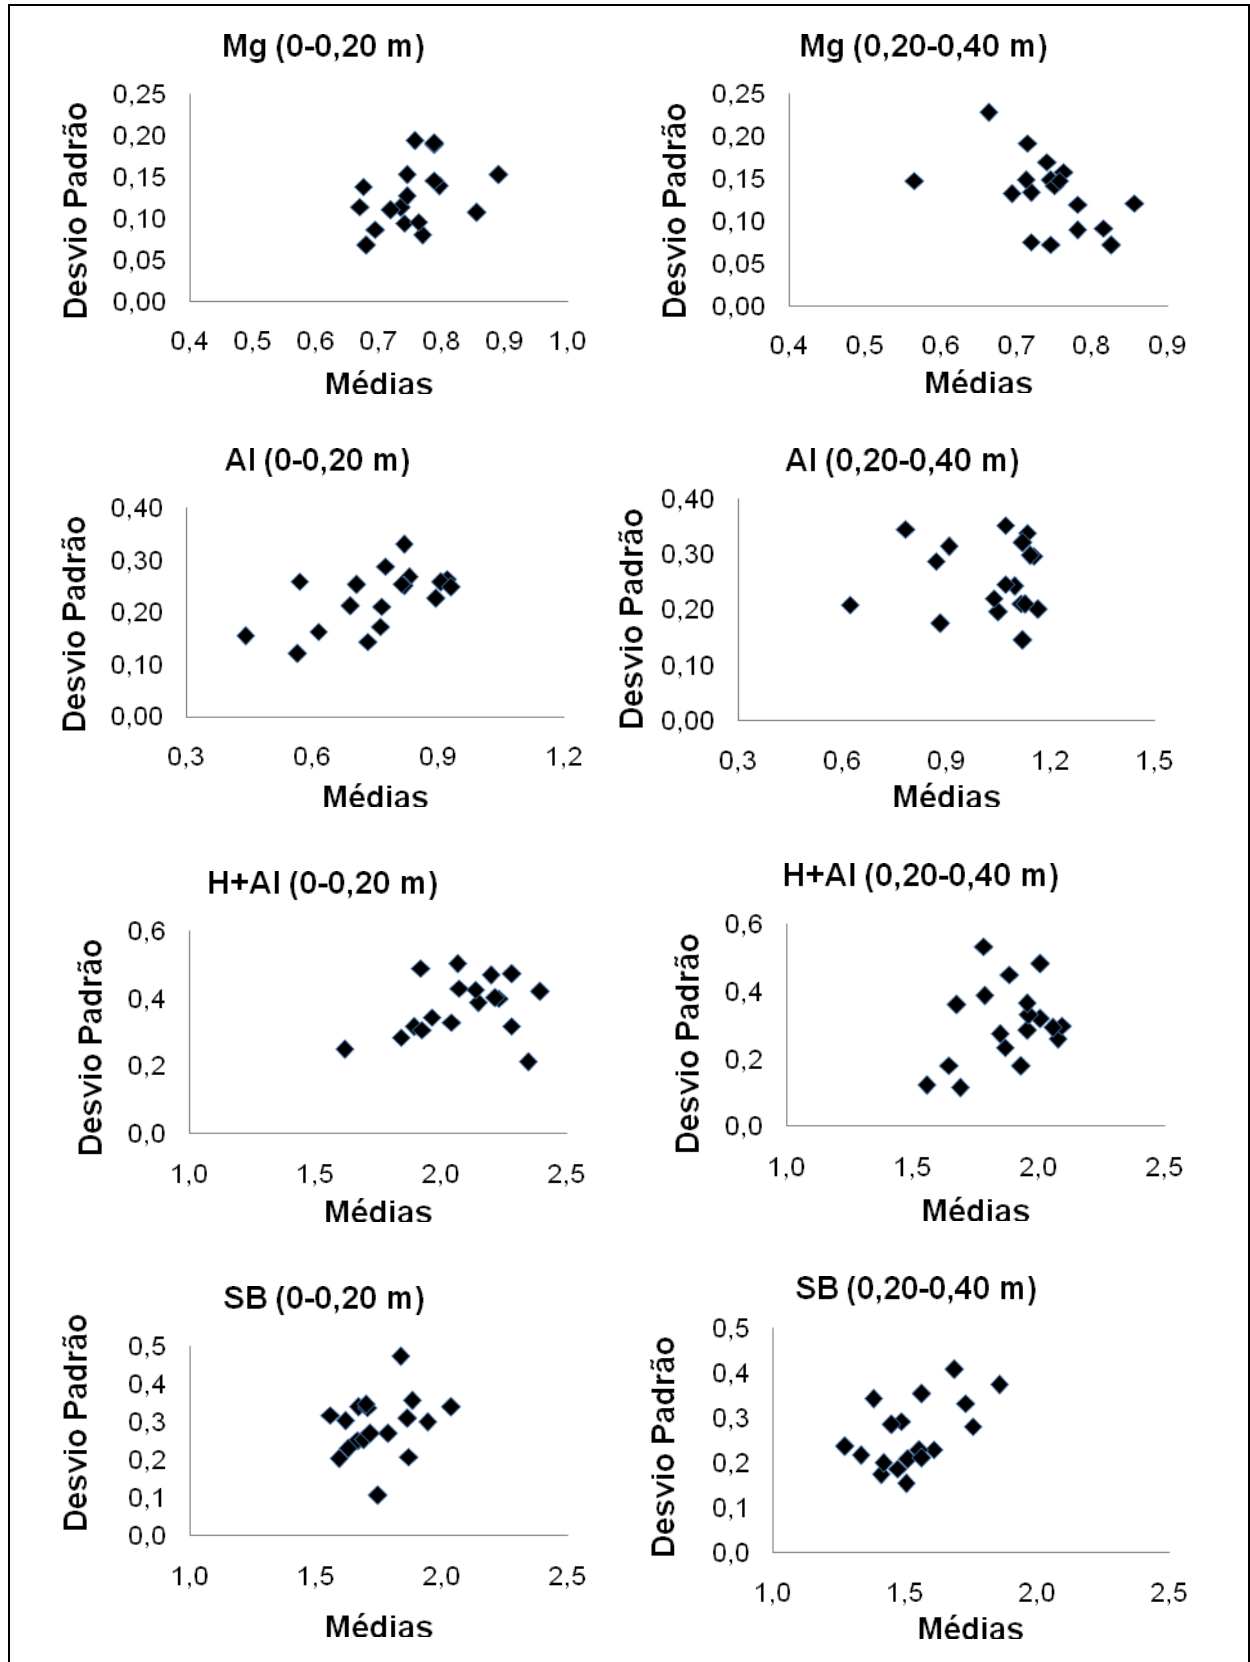 Mg (0-0,20 m)
Desvio Padrão
0,25
0,20
0,15
0,10
0,05
0,00
0,4 0,5 0,6 0,7 0,8 0,9 1,0
Médias
Mg (0,20-0,40 m)
Desvio Padrão
0,25
0,20
0,15
0,10
0,05
0,00
0,4 0,5 0,6 0,7 0,8 0,9
Médias
Al (0-0,20 m)
Desvio Padrão
0,40
0,30
0,20
0,10
0,00
0,3 0,6 0,9 1,2
Médias
Al (0,20-0,40 m)
Desvio Padrão
0,40
0,30
0,20
0,10
0,00
0,3 0,6 0,9 1,2 1,5
Médias
H+Al (0-0,20 m)
Desvio Padrão
0,6
0,4
0,2
0,0
1,0 1,5 2,0 2,5
Médias
H+Al (0,20-0,40 m)
Desvio Padrão
0,6
0,4
0,2
0,0
1,0 1,5 2,0 2,5
Médias
SB (0-0,20 m)
Desvio Padrão
0,5
0,4
0,3
0,2
0,1
0,0
1,0 1,5 2,0 2,5
Médias
SB (0,20-0,40 m)
Desvio Padrão
0,5
0,4
0,3
0,2
0,1
0,0
1,0 1,5 2,0 2,5
Médias